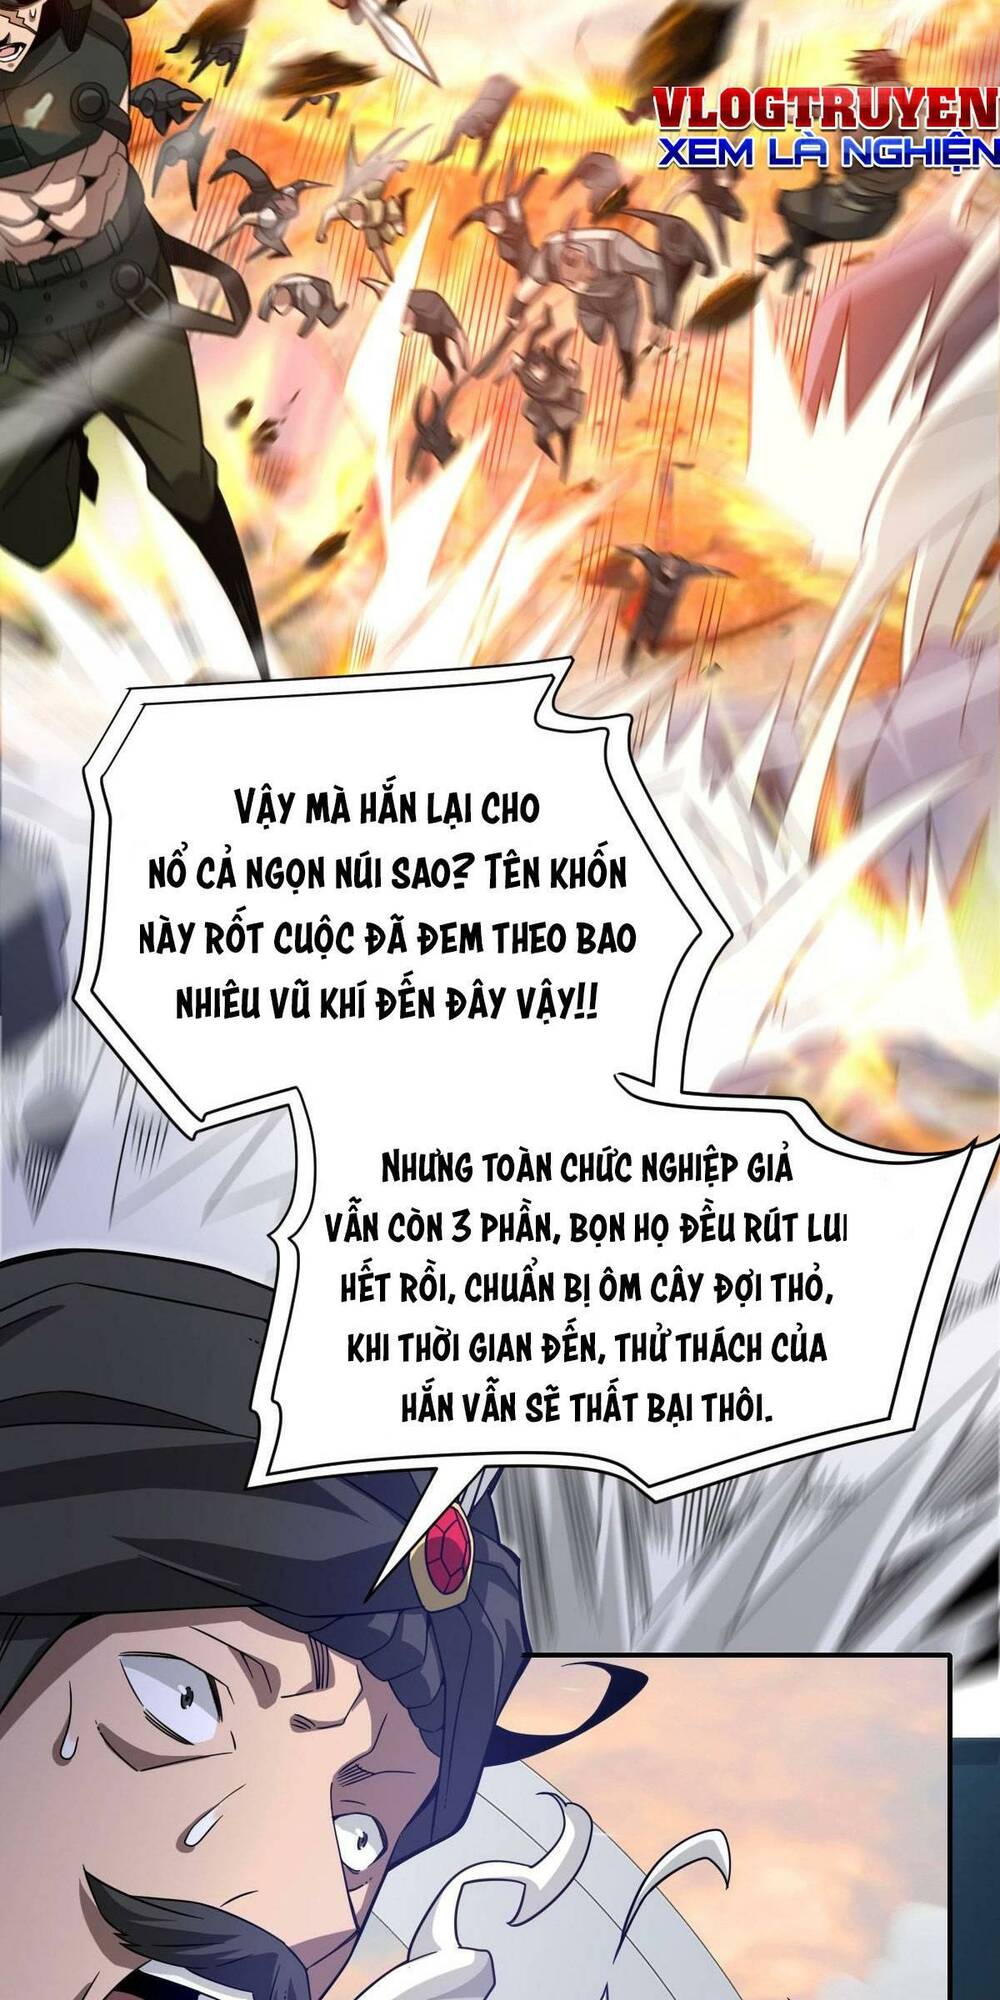 VLOGTRUYEN
XEM LÀ NGHIỆN
VẬY MÀ HẮN LẠI CHO
NỔ CẢ NGỌN NÚI SAO? TÊN KHỐN
NÀY RỐT CUỘC ĐÃ ĐEM THEO BAO
NHIÊU VŨ KHÍ ĐẾN ĐÂY VẬY!!
NHƯNG TOÀN CHỨC NGHIỆP GIẢ
VẪN CÒN 3 PHẦN, BỌN HỌ ĐỀU RÚT LUI
HẾT RỒI, CHUẨN BỊ ÔM CÂY ĐỢI THỎ,
KHI THỜI GIAN ĐẾN, THỬ THÁCH CỦA
HẮN VẪN SẼ THẤT BẠI THÔI.